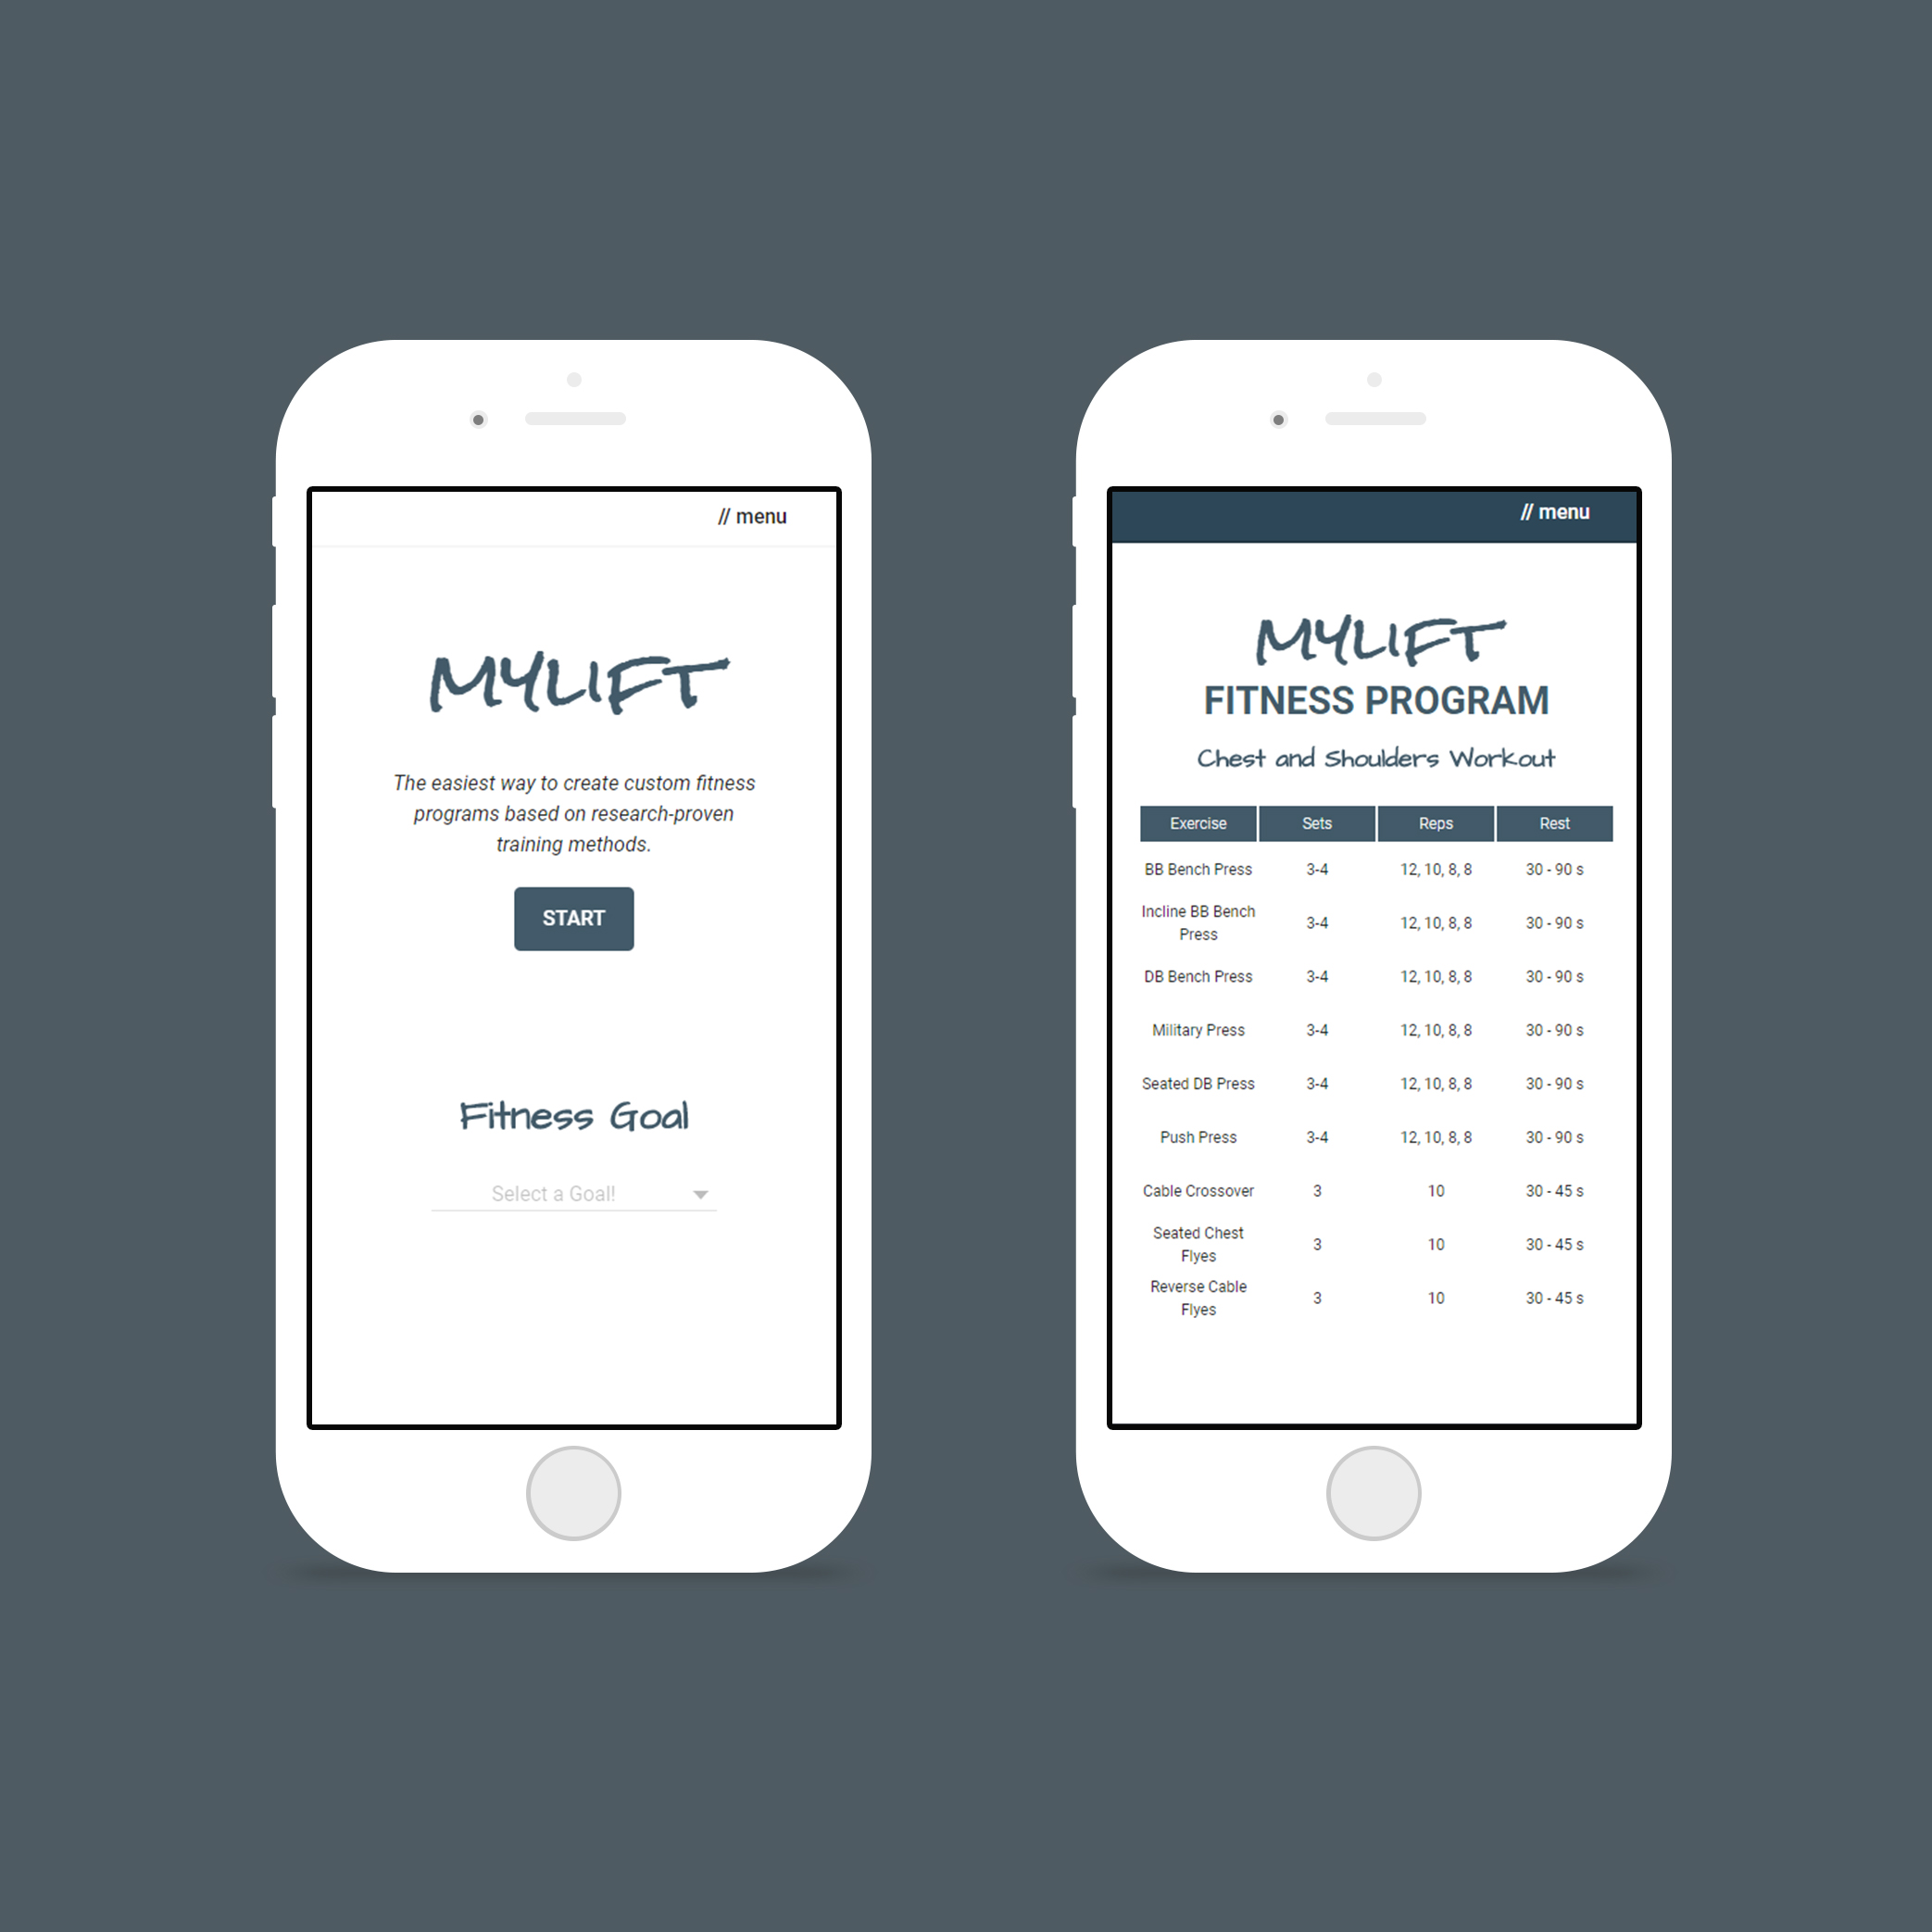 // menu
MYLIFT
The easiest way to create custom fitness
programs based on research-proven
training methods.
START
Fitness Goal
Select a Goal!
// menu
MYLIFT
FITNESS PROGRAM
Chest and Shoulders Workout
Exercise Sets Reps Rest
BB Bench Press 3-4 12, 10, 8, 8 30 - 90 s
Incline BB Bench
Press 3-4 12, 10, 8, 8 30 - 90 s
DB Bench Press 3-4 12, 10, 8, 8 30 - 90 s
Military Press 3-4 12, 10, 8, 8 30 - 90 s
Seated DB Press 3-4 12, 10, 8, 8 30 - 90 s
Push Press 3-4 12, 10, 8, 8 30 - 90 s
Cable Crossover 3 10 30 - 45 s
Seated Chest
Flyes 3 10 30 - 45 s
Reverse Cable
Flyes 3 10 30 - 45 s